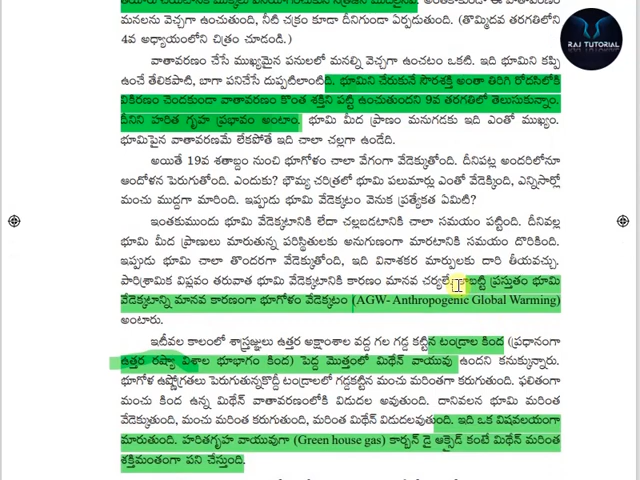 RAJ TUTORIAL
మనలను వెచ్చగా ఉంచుతుంది, నీటి చక్రం కూడా దీనిగుండా ఏర్పడుతుంది. (తొమ్మిదవ తరగతిలోని
4వ అధ్యాయంలోని చిత్రం చూడండి.)
వాతావరణం చేసే ముఖ్యమైన పనులలో మనల్ని వెచ్చగా ఉంచటం ఒకటి. ఇది భూమిని కప్పి
ఉంచే తేలికపాటి, బాగా పనిచేసే దుప్పటిలాంటిది. భూమిని చేరుకునే సౌరశక్తి అంతా తిరిగి రోదసిలోకి
వికిరణం చెందకుండా వాతావరణం కొంత శక్తిని పట్టి ఉంచుతుందని 9వ తరగతిలో తెలుసుకున్నాం.
దీనిని హరిత గృహ ప్రభావం అంటాం. భూమి మీద ప్రాణం మనుగడకు ఇది ఎంతో ముఖ్యం.
భూమిపైన వాతావరణమే లేకపోతే ఇది చాలా చల్లగా ఉండేది.
అయితే 19వ శతాబ్దం నుంచి భూగోళం చాలా వేగంగా వేడెక్కుతోంది. దీనిపట్ల అందరిలోనూ
ఆందోళన పెరుగుతోంది. ఎందుకు? భౌమ్య చరిత్రలో భూమి పలుమార్లు ఎంతో వేడెక్కింది, ఎన్నిసార్లో
మంచు ముద్దగా మారింది. ఇప్పుడు భూమి వేడెక్కటం వెనుక ప్రత్యేకత ఏమిటి?
ఇంతకుముందు భూమి వేడెక్కటానికి లేదా చల్లబడటానికి చాలా సమయం పట్టింది. దీనివల్ల
భూమి మీద ప్రాణులు మారుతున్న పరిస్థితులకు అనుగుణంగా మారటానికి సమయం దొరికింది.
ఇప్పుడు భూమి చాలా తొందరగా వేడెక్కుతోంది, ఇది వినాశకర మార్పులకు దారి తీయవచ్చు.
పారిశ్రామిక విప్లవం తరువాత భూమి వేడెక్కటానికి కారణం మానవ చర్యలే. కాబట్టి ప్రస్తుతం భూమి
వేడెక్కటాన్ని మానవ కారణంగా భూగోళం వేడెక్కటం (AGW- Anthropogenic Global Warming)
అంటారు.
ఇటీవల కాలంలో శాస్త్రజ్ఞులు ఉత్తర అక్షాంశాల వద్ద గల గడ్డ కట్టిన టండ్రాల కింద (ప్రధానంగా
ఉత్తర రష్యా విశాల భూభాగం కింద) పెద్ద మొత్తంలో మిథేన్ వాయువు ఉందని కనుక్కున్నారు.
భూగోళ ఉష్ణోగ్రతలు పెరుగుతున్నకొద్దీ టండ్రాలలో గడ్డకట్టిన మంచు మరింతగా కరుగుతుంది. ఫలితంగా
మంచు కింద ఉన్న మిథేన్ వాతావరణంలోకి విడుదల అవుతుంది. దానివలన భూమి మరింత
వేడెక్కుతుంది, మంచు మరింత కరుగుతుంది, మరింత మిథేన్ విడుదలవుతుంది. ఇది ఒక విషవలయంగా
మారుతుంది. హరితగృహ వాయువుగా (Green house gas) కార్బన్ డై ఆక్సైడ్ కంటే మిథేన్ మరింత
శక్తిమంతంగా పని చేస్తుంది.